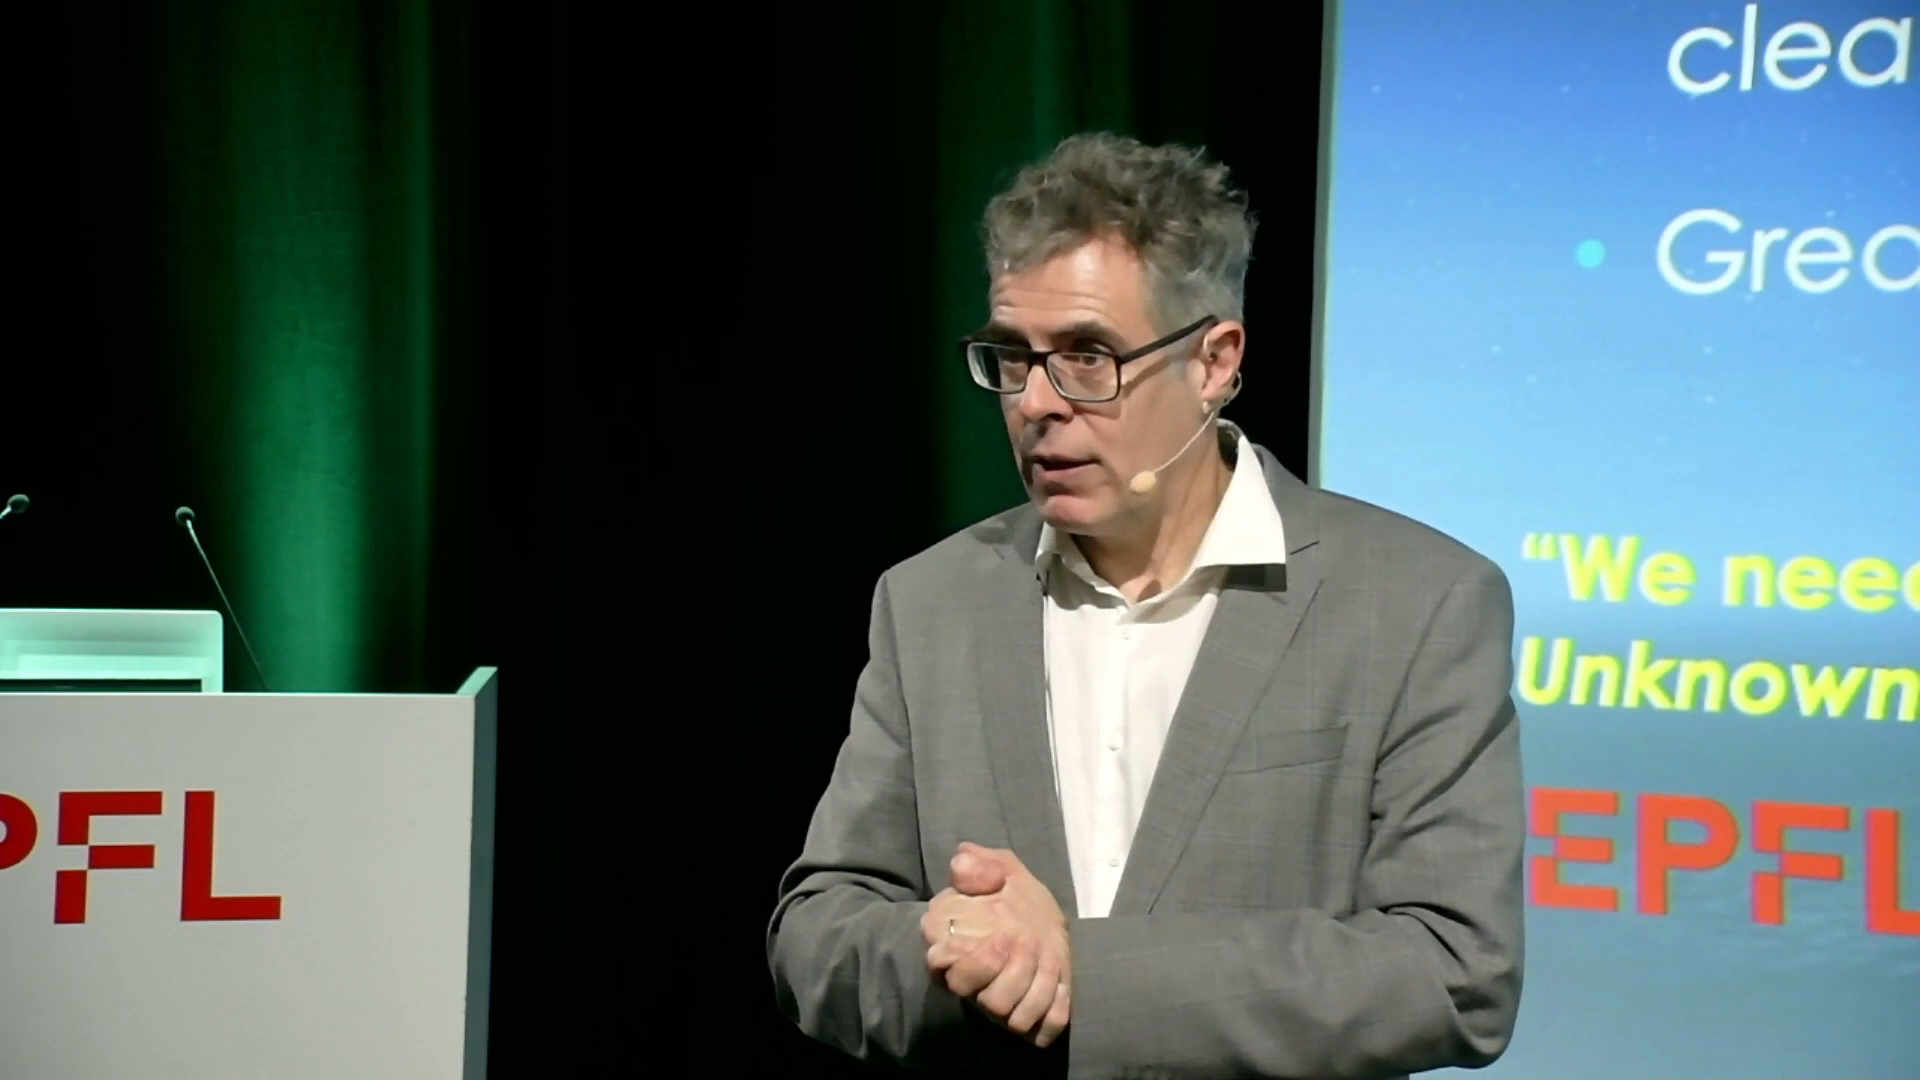 clea
• Grea
“We need
Unknown
EPFL
PFL